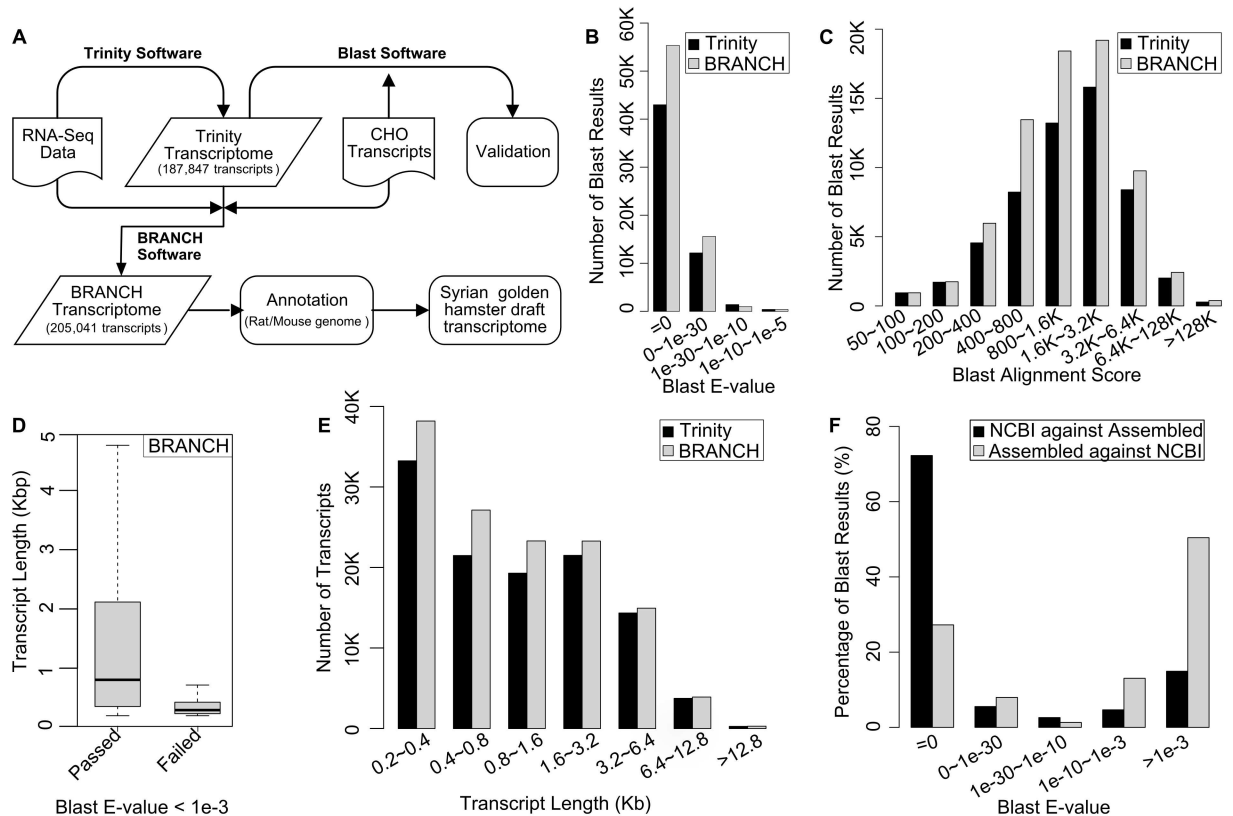 A
Trinity Software
Blast Software
RNA-Seq
Data
Trinity
Transcriptome
(187,847 transcripts)
CHO
Transcripts
Validation
BRANCH
Software
BRANCH
Transcriptome
(205,041 transcripts)
Annotation
(Rat/Mouse genome)
Syrian golden
hamster draft
transcriptome
B
Number of Blast Results
0
10K
20K
30K
40K
50K
60K
Trinity
BRANCH
=0
0~1e-30
1e-30~1e-10
1e-10~1e-5
Blast E-value
C
Number of Blast Results
0
5K
10K
15K
20K
Trinity
BRANCH
50~100
100~200
200~400
400~800
800~1.6K
1.6K~3.2K
3.2K~6.4K
6.4K~128K
>128K
Blast Alignment Score
D
Transcript Length (Kbp)
0
1
2
3
4
5
BRANCH
Passed
Failed
Blast E-value < 1e-3
E
Number of Transcripts
0
10K
20K
30K
40K
Trinity
BRANCH
0.2~0.4
0.4~0.8
0.8~1.6
1.6~3.2
3.2~6.4
6.4~12.8
>12.8
Transcript Length (Kb)
F
Percentage of Blast Results (%)
0
20
40
60
80
NCBI against Assembled
Assembled against NCBI
=0
0~1e-30
1e-30~1e-10
1e-10~1e-3
>1e-3
Blast E-value